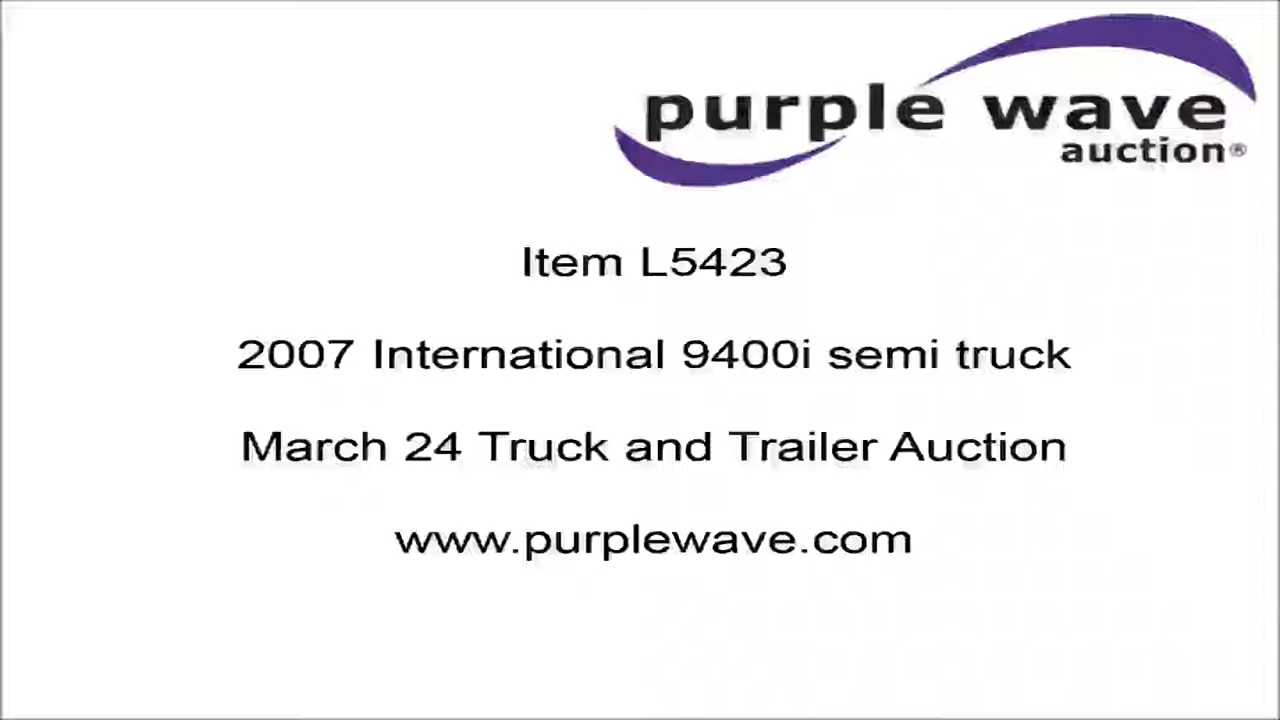 purple wave
auction®
Item L5423
2007 International 9400i semi truck
March 24 Truck and Trailer Auction
www.purplewave.com